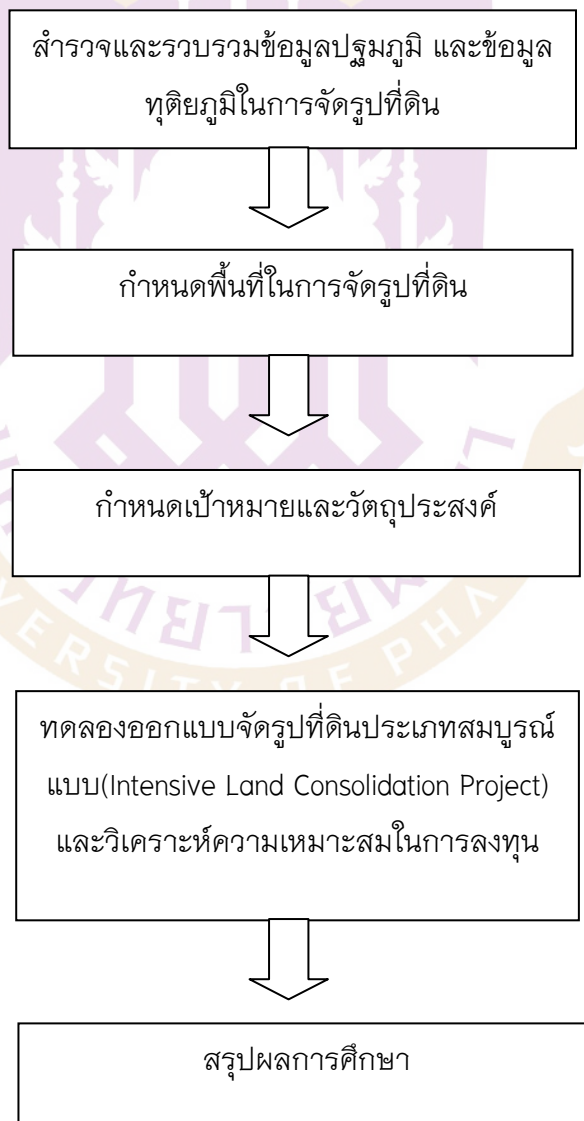 สำรวจและรวบรวมข้อมูลปฐมภูมิ และข้อมูล
ทุติยภูมิในการจัดรูปที่ดิน
กำหนดพื้นที่ในการจัดรูปที่ดิน
กำหนดเป้าหมายและวัตถุประสงค์
ทดลองออกแบบจัดรูปที่ดินประเภทสมบูรณ์
แบบ(Intensive Land Consolidation Project)
และวิเคราะห์ความเหมาะสมในการลงทุน
สรุปผลการศึกษา